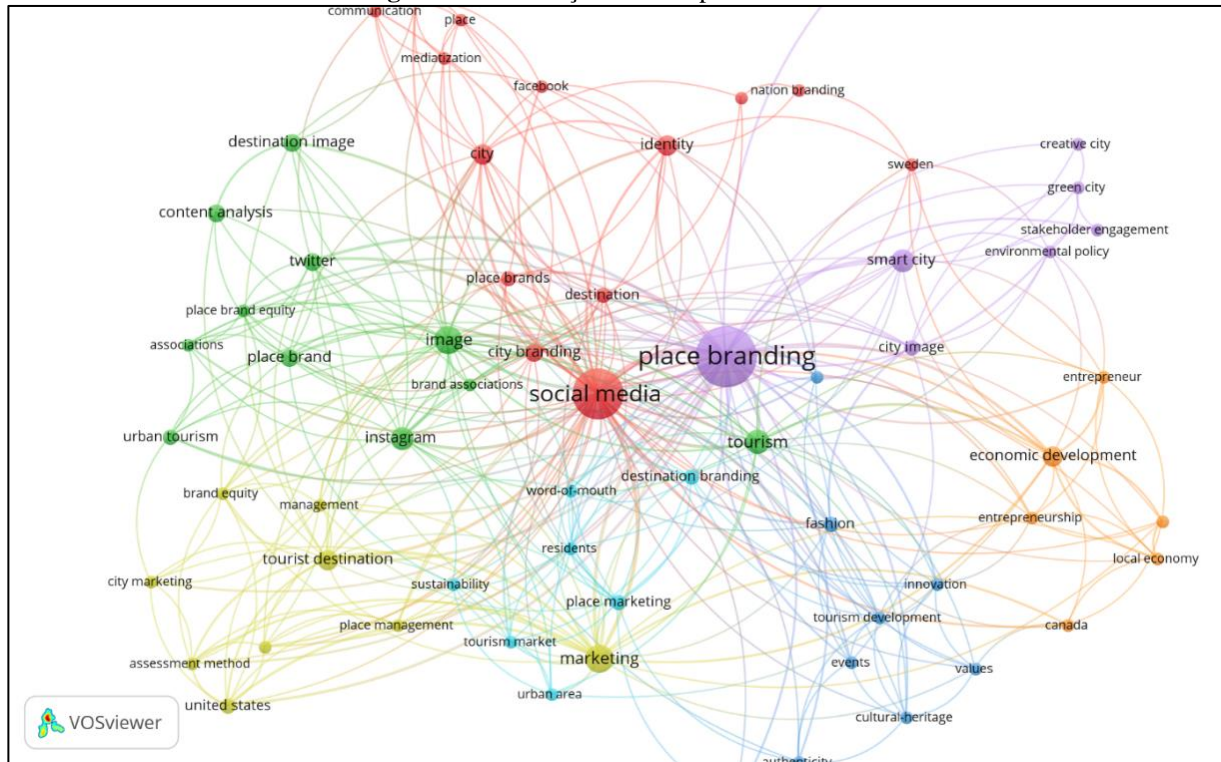 communication
place
mediatization
facebook
nation branding
destination image
city
identity
creative city
sweden
green city
content analysis
stakeholder engagement
twitter
smart city
environmental policy
place brands
destination
place brand equity
associations
image
city branding
place branding
city image
place brand
brand associations
entrepreneur
social media
urban tourism
instagram
tourism
economic development
destination branding
brand equity
word-of-mouth
management
entrepreneurship
fashion
residents
tourist destination
local economy
city marketing
sustainability
innovation
place marketing
place management
tourism development
canada
tourism market
assessment method
marketing
events
values
urban area
united states
cultural-heritage
VOSviewer
authenticity